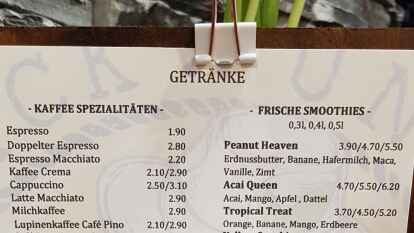 GETRÄNKE
- KAFFEE SPEZIALITÄTEN -
Espresso 1.90
Doppelter Espresso 2.80
Espresso Macchiato 2.20
Kaffee Crema 2.10/2.90
Cappuccino 2.50/3.10
Latte Macchiato 2.90
Milchkaffee 2.90
Lupinenkaffee Café Pino 2.10/2.90
- FRISCHE SMOOTHIES -
0,3l, 0,4l, 0,5l
Peanut Heaven 3.90/4.70/5.50
Erdnussbutter, Banane, Hafermilch, Maca,
Vanille, Zimt
Acai Queen 4.70/5.50/6.20
Acai, Mango, Apfel, Dattel
Tropical Treat 3.70/4.50/5.20
Orange, Banane, Mango, Erdbeere